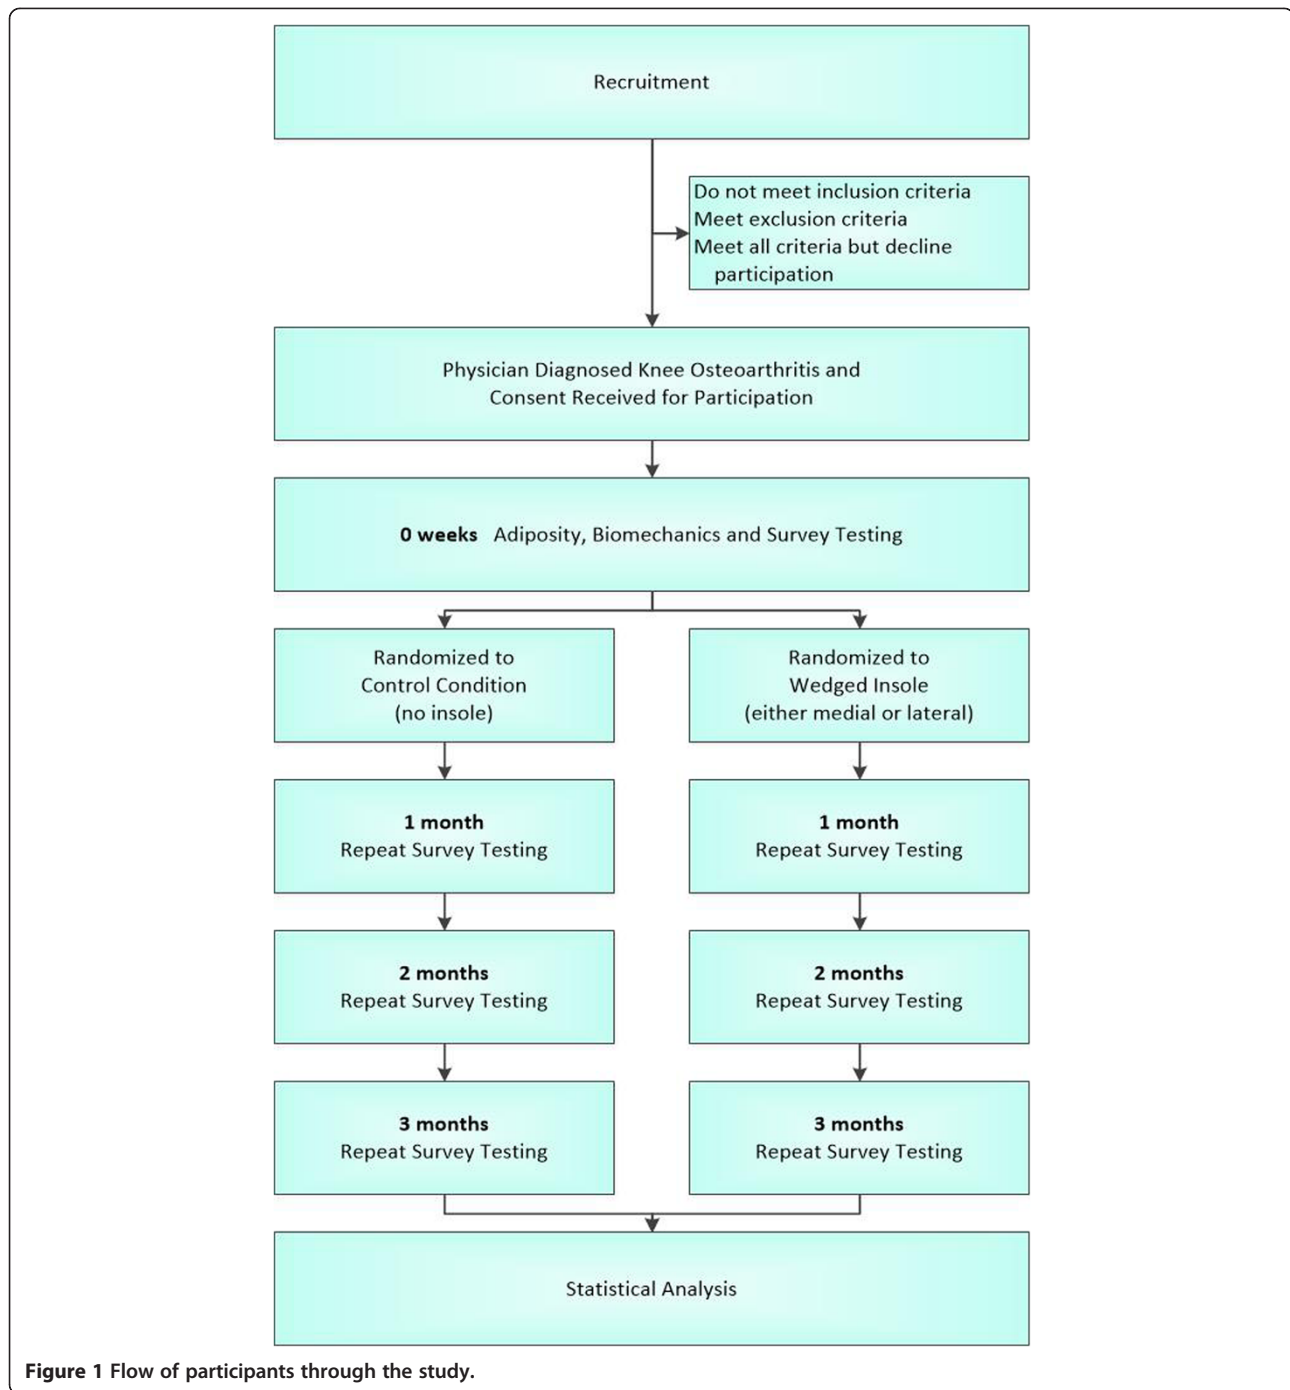 Recruitment
Do not meet inclusion criteria
Meet exclusion criteria
Meet all criteria but decline
participation
Physician Diagnosed Knee Osteoarthritis and
Consent Received for Participation
0 weeks Adiposity, Biomechanics and Survey Testing
Randomized to
Control Condition
(no insole)
Randomized to
Wedged Insole
(either medial or lateral)
1 month
Repeat Survey Testing
1 month
Repeat Survey Testing
2 months
Repeat Survey Testing
2 months
Repeat Survey Testing
3 months
Repeat Survey Testing
3 months
Repeat Survey Testing
Statistical Analysis
Figure 1 Flow of participants through the study.